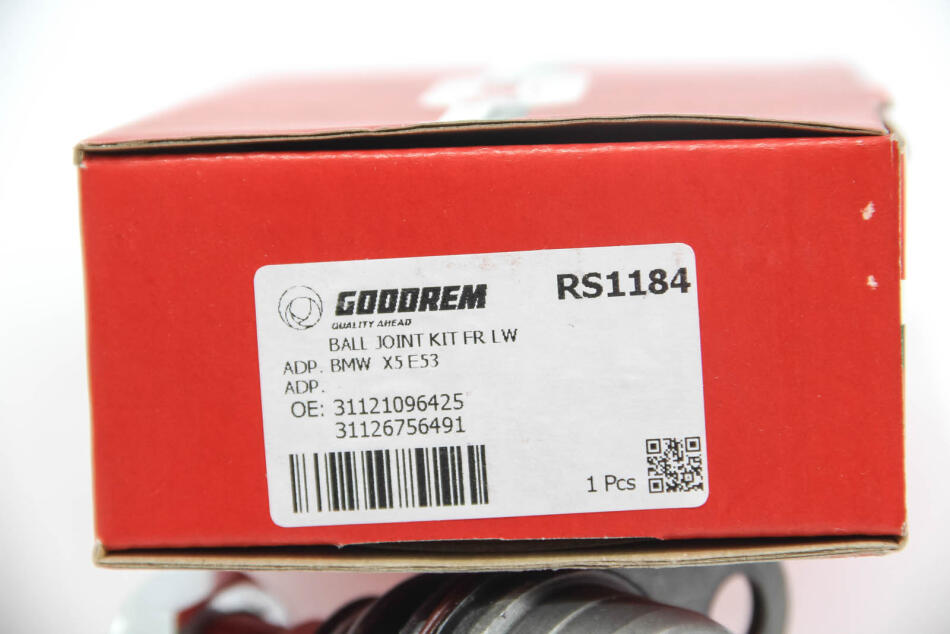 GOODREM
RS1184
QUALITY AHEAD
BALL JOINT KIT FR LW
ADP. BMW X5 E53
ADP.
OE: 31121096425
31126756491
1 Pcs